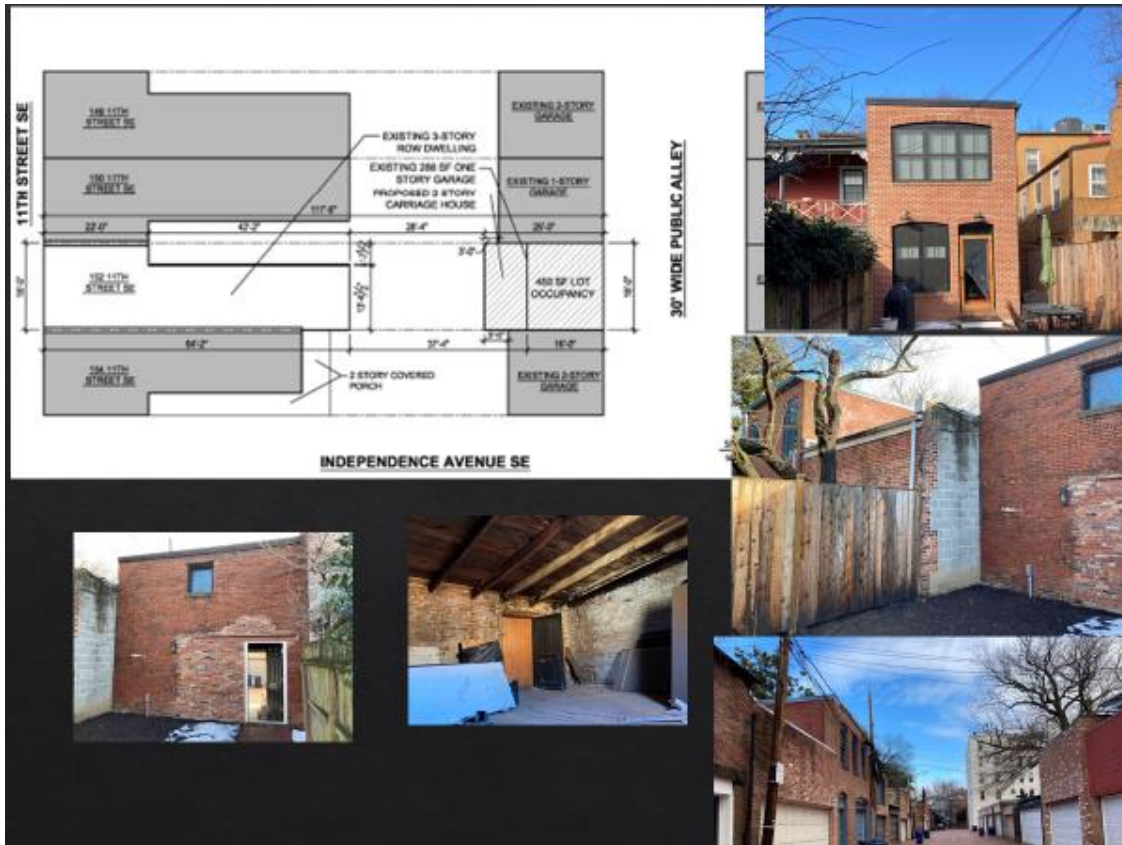 11TH STREET SE
148 11TH
STREET SE
EXISTING 2-STORY
GARAGE
EXISTING 3-STORY
ROW DWELLING
EXISTING 288 SF ONE
STORY GARAGE
PROPOSED 2-STORY
CARRIAGE HOUSE
150 11TH
STREET SE
EXISTING 1-STORY
GARAGE
30' WIDE PUBLIC ALLEY
117'-6"
22'-0"
42'-2"
28'-4"
25'-0"
3'-0"
152 11TH
STREET SE
450 SF LOT
OCCUPANCY
18'-0"
64'-2"
37'-4"
16'-0"
154 11TH
STREET SE
2 STORY COVERED
PORCH
EXISTING 2-STORY
GARAGE
INDEPENDENCE AVENUE SE